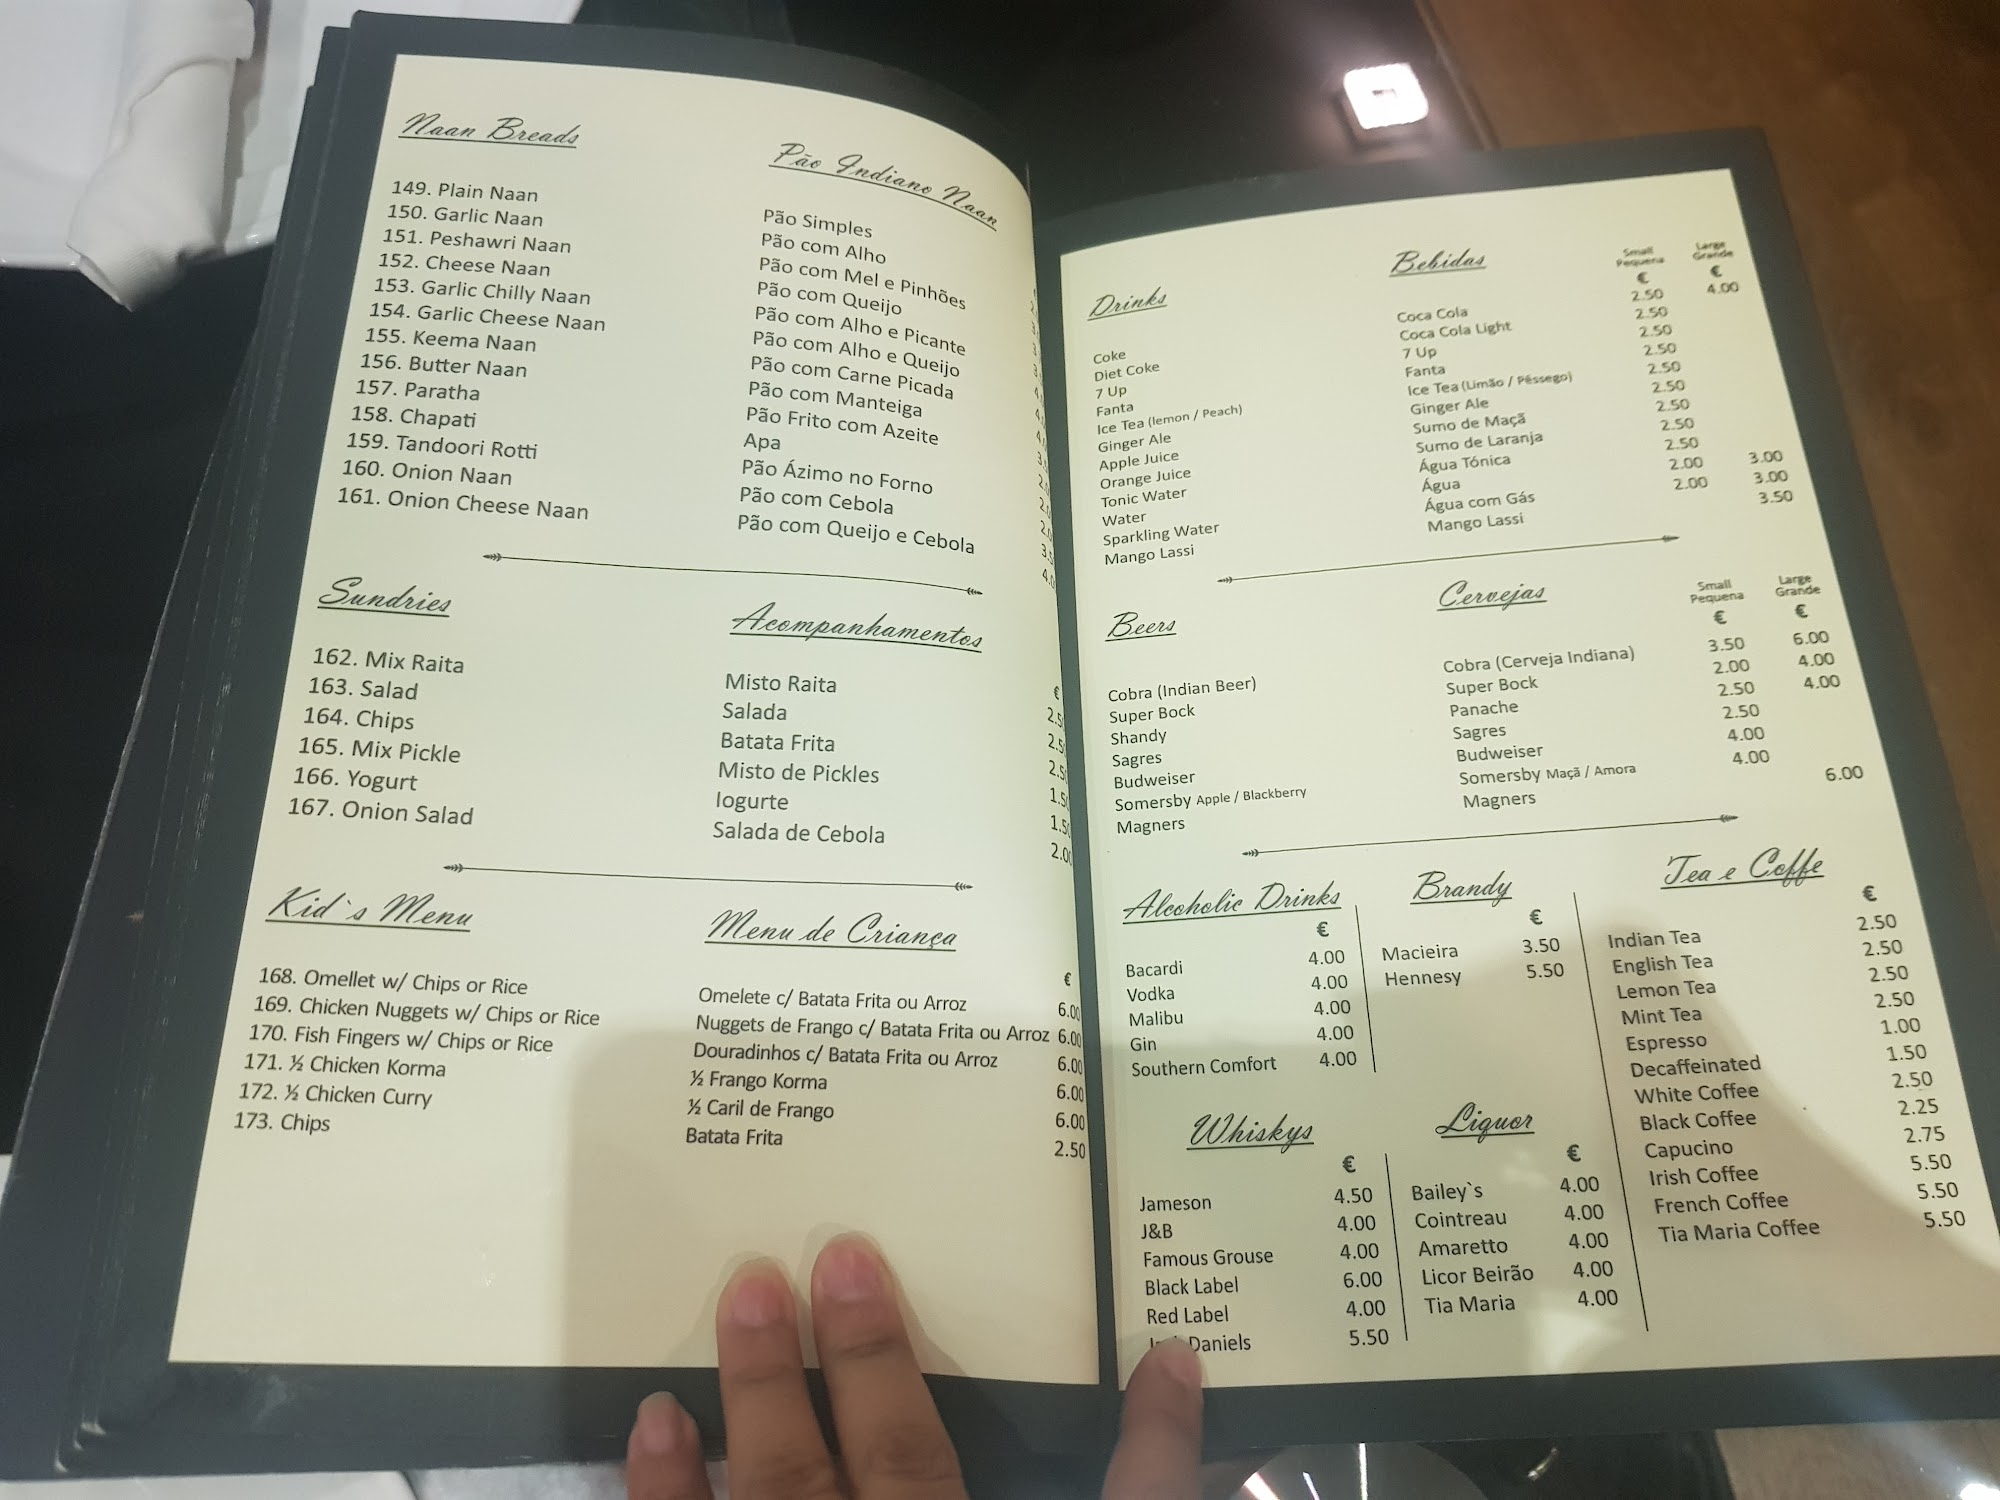 Naan Breads
Pão Indiano Naan
149. Plain Naan Pão Simples
150. Garlic Naan Pão com Alho
151. Peshawri Naan Pão com Mel e Pinhões
152. Cheese Naan Pão com Queijo
153. Garlic Chilly Naan Pão com Alho e Picante
154. Garlic Cheese Naan Pão com Alho e Queijo
155. Keema Naan Pão com Carne Picada
156. Butter Naan Pão com Manteiga
157. Paratha Pão Frito com Azeite
158. Chapati Apa
159. Tandoori Rotti Pão Ázimo no Forno
160. Onion Naan Pão com Cebola
161. Onion Cheese Naan Pão com Queijo e Cebola
Sundries
Acompanhamentos
€
162. Mix Raita Misto Raita
163. Salad Salada
164. Chips Batata Frita
165. Mix Pickle Misto de Pickles
166. Yogurt Iogurte
167. Onion Salad Salada de Cebola 2.00
Kid`s Menu
Menu de Criança
€
168. Omellet w/ Chips or Rice Omelete c/ Batata Frita ou Arroz 6.00
169. Chicken Nuggets w/ Chips or Rice Nuggets de Frango c/ Batata Frita ou Arroz 6.00
170. Fish Fingers w/ Chips or Rice Douradinhos c/ Batata Frita ou Arroz 6.00
171. ½ Chicken Korma ½ Frango Korma 6.00
172. ½ Chicken Curry ½ Caril de Frango 6.00
173. Chips Batata Frita 2.50
Drinks
Bebidas
Small Large
Pequena Grande
€ €
Coke Coca Cola 2.50 4.00
Diet Coke Coca Cola Light 2.50
7 Up 7 Up 2.50
Fanta Fanta 2.50
Ice Tea (lemon / Peach) Ice Tea (Limão / Pêssego) 2.50
Ginger Ale Ginger Ale 2.50
Apple Juice Sumo de Maçã 2.50
Orange Juice Sumo de Laranja 2.50
Tonic Water Água Tónica 2.50
Water Água 2.00 3.00
Sparkling Water Água com Gás 2.00 3.00
Mango Lassi Mango Lassi 3.50
Beers
Cervejas
Small Large
Pequena Grande
€ €
Cobra (Indian Beer) Cobra (Cerveja Indiana) 3.50 6.00
Super Bock Super Bock 2.00 4.00
Shandy Panache 2.50 4.00
Sagres Sagres 2.50
Budweiser Budweiser 4.00
Somersby Apple / Blackberry Somersby Maçã / Amora 4.00
Magners Magners 6.00
Alcoholic Drinks
€
Bacardi 4.00
Vodka 4.00
Malibu 4.00
Gin 4.00
Southern Comfort 4.00
Brandy
€
Macieira 3.50
Hennesy 5.50
Tea e Coffe
€
Indian Tea 2.50
English Tea 2.50
Lemon Tea 2.50
Mint Tea 2.50
Espresso 1.00
Decaffeinated 1.50
White Coffee 2.50
Black Coffee 2.25
Capucino 2.75
Irish Coffee 5.50
French Coffee 5.50
Tia Maria Coffee 5.50
Whiskys
€
Jameson 4.50
J&B 4.00
Famous Grouse 4.00
Black Label 6.00
Red Label 4.00
Daniels 5.50
Liquor
€
Bailey`s 4.00
Cointreau 4.00
Amaretto 4.00
Licor Beirão 4.00
Tia Maria 4.00